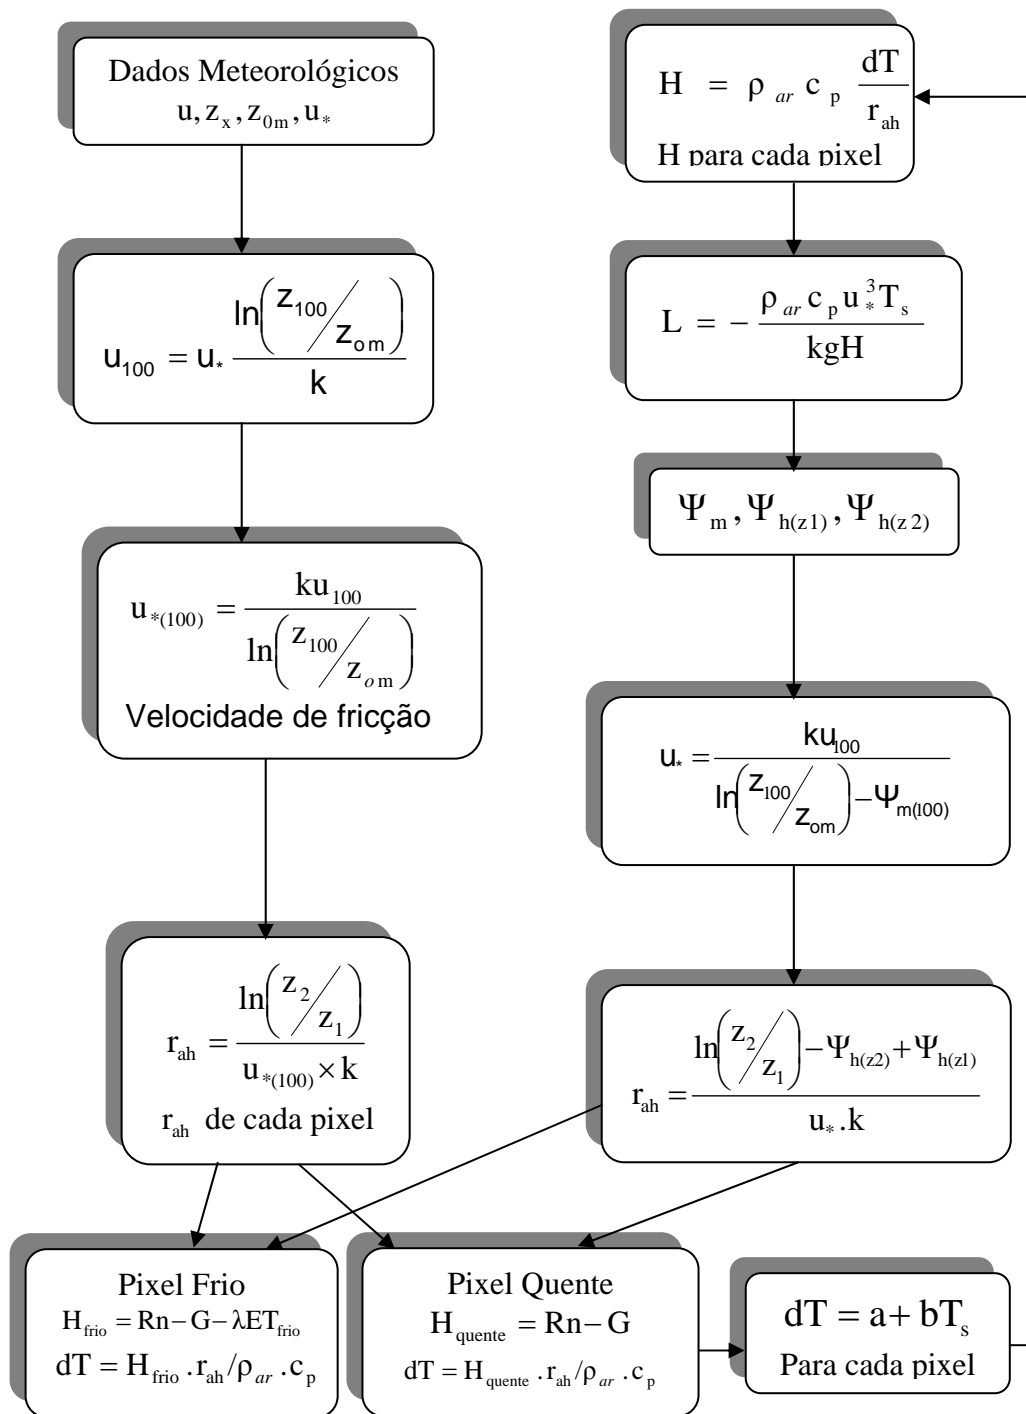 Dados Meteorológicos
u, z_x, z_0m, u_*
u_100 = u_* ln(z_100/z_om) / k
u_*(100) = ku_100 / ln(z_100/z_om)
Velocidade de fricção
r_ah = ln(z_2/z_1) / u_*(100) × k
r_ah de cada pixel
Pixel Frio
H_frio = Rn − G − λET_frio
dT = H_frio . r_ah / ρ_ar . c_p
Pixel Quente
H_quente = Rn − G
dT = H_quente . r_ah / ρ_ar . c_p
dT = a + bT_s
Para cada pixel
H = ρ_ar c_p dT / r_ah
H para cada pixel
L = − ρ_ar c_p u_*^3 T_s / kgH
Ψ_m, Ψ_h(z1), Ψ_h(z2)
u_* = ku_100 / ln(z_100/z_om) − Ψ_m(100)
r_ah = ln(z_2/z_1) − Ψ_h(z2) + Ψ_h(z1) / u_* . k